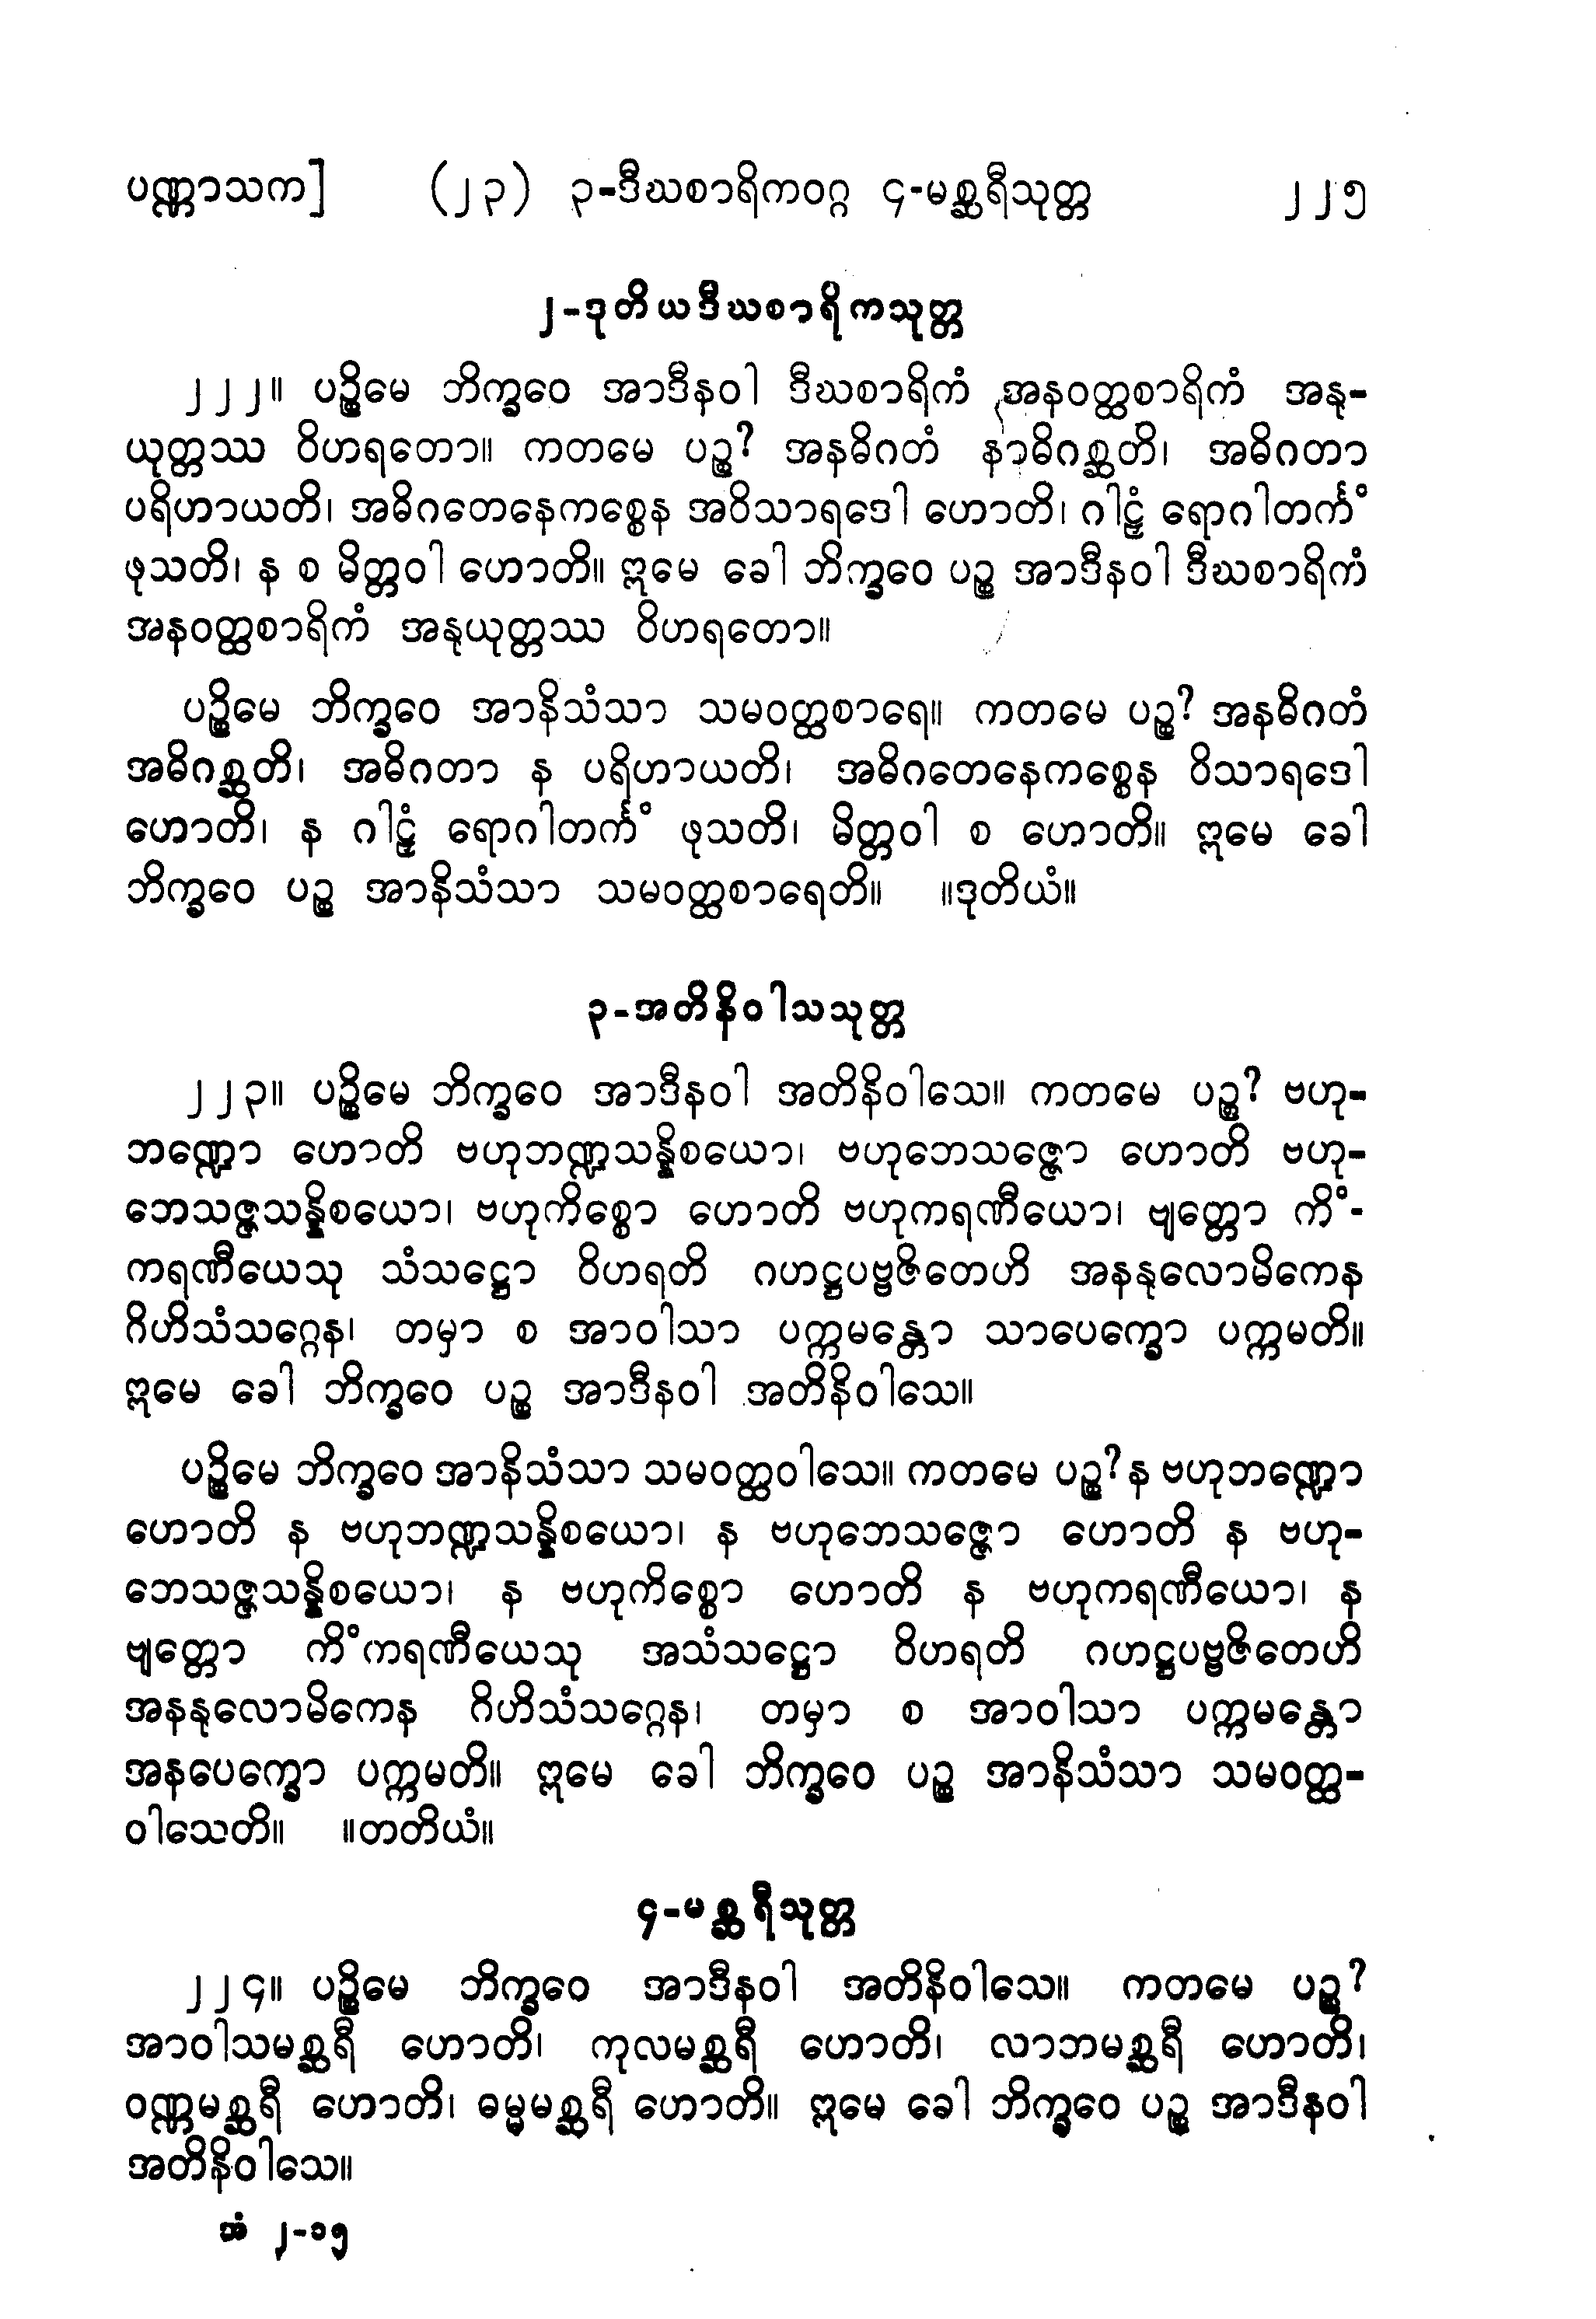 ပဏ္ဏာသက] (၂၃) ၃-ဒီဃစာရိကဝဂ္ဂ ၄-မစ္ဆရီသုတ္တ ၂၂၅
၂-ဒုတိယဒီဃစာရိကသုတ္တ
၂၂၂။ ပဉ္စိမေ ဘိက္ခဝေ အာဒီနဝါ ဒီဃစာရိကံ အနဝတ္ထစာရိကံ အနု-
ယုတ္တဿ ဝိဟရတော။ ကတမေ ပဉ္စ? အနဓိဂတံ နာဓိဂစ္ဆတိ၊ အဓိဂတာ
ပရိဟာယတိ၊ အဓိဂတေနေကစ္စေန အဝိသာရဒေါ ဟောတိ၊ ဂါဠှံ ရောဂါတင်္ကံ
ဖုသတိ၊ န စ မိတ္တဝါ ဟောတိ။ ဣမေ ခေါ ဘိက္ခဝေ ပဉ္စ အာဒီနဝါ ဒီဃစာရိကံ
အနဝတ္ထစာရိကံ အနုယုတ္တဿ ဝိဟရတော။
ပဉ္စိမေ ဘိက္ခဝေ အာနိသံသာ သမဝတ္ထစာရေ။ ကတမေ ပဉ္စ? အနဓိဂတံ
အဓိဂစ္ဆတိ၊ အဓိဂတာ န ပရိဟာယတိ၊ အဓိဂတေနေကစ္စေန ဝိသာရဒေါ
ဟောတိ၊ န ဂါဠှံ ရောဂါတင်္ကံ ဖုသတိ၊ မိတ္တဝါ စ ဟောတိ။ ဣမေ ခေါ
ဘိက္ခဝေ ပဉ္စ အာနိသံသာ သမဝတ္ထစာရေတိ။ ။ဒုတိယံ။
၃-အတိနိဝါသသုတ္တ
၂၂၃။ ပဉ္စိမေ ဘိက္ခဝေ အာဒီနဝါ အတိနိဝါသေ။ ကတမေ ပဉ္စ? ဗဟု-
ဘဏ္ဍော ဟောတိ ဗဟုဘဏ္ဍသန္နိစယော၊ ဗဟုဘေသဇ္ဇော ဟောတိ ဗဟု-
ဘေသဇ္ဇသန္နိစယော၊ ဗဟုကိစ္စော ဟောတိ ဗဟုကရဏီယော၊ ဗျတ္တော ကိံ-
ကရဏီယေသု သံသဋ္ဌော ဝိဟရတိ ဂဟဋ္ဌပဗ္ဗဇိတေဟိ အနနုလောမိကေန
ဂိဟိသံသဂ္ဂေန၊ တမှာ စ အာဝါသာ ပက္ကမန္တော သာပေက္ခော ပက္ကမတိ။
ဣမေ ခေါ ဘိက္ခဝေ ပဉ္စ အာဒီနဝါ အတိနိဝါသေ။
ပဉ္စိမေ ဘိက္ခဝေ အာနိသံသာ သမဝတ္ထဝါသေ။ ကတမေ ပဉ္စ? န ဗဟုဘဏ္ဍော
ဟောတိ န ဗဟုဘဏ္ဍသန္နိစယော၊ န ဗဟုဘေသဇ္ဇော ဟောတိ န ဗဟု-
ဘေသဇ္ဇသန္နိစယော၊ န ဗဟုကိစ္စော ဟောတိ န ဗဟုကရဏီယော၊ န
ဗျတ္တော ကိံကရဏီယေသု အသံသဋ္ဌော ဝိဟရတိ ဂဟဋ္ဌပဗ္ဗဇိတေဟိ
အနနုလောမိကေန ဂိဟိသံသဂ္ဂေန၊ တမှာ စ အာဝါသာ ပက္ကမန္တော
အနပေက္ခော ပက္ကမတိ။ ဣမေ ခေါ ဘိက္ခဝေ ပဉ္စ အာနိသံသာ သမဝတ္ထ-
ဝါသေတိ။ ။တတိယံ။
၄-မစ္ဆရီသုတ္တ
၂၂၄။ ပဉ္စိမေ ဘိက္ခဝေ အာဒီနဝါ အတိနိဝါသေ။ ကတမေ ပဉ္စ?
အာဝါသမစ္ဆရီ ဟောတိ၊ ကုလမစ္ဆရီ ဟောတိ၊ လာဘမစ္ဆရီ ဟောတိ၊
ဝဏ္ဏမစ္ဆရီ ဟောတိ၊ ဓမ္မမစ္ဆရီ ဟောတိ။ ဣမေ ခေါ ဘိက္ခဝေ ပဉ္စ အာဒီနဝါ
အတိနိဝါသေ။
အံ ၂-၁၅